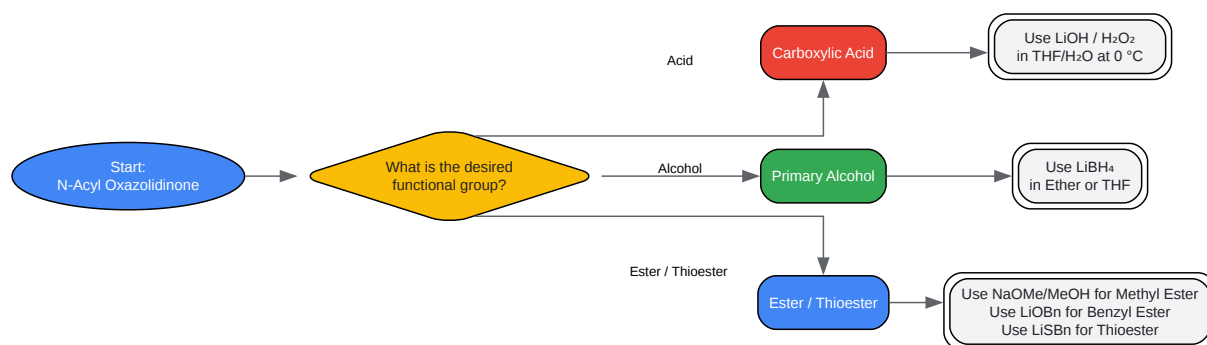 Start:
N-Acyl Oxazolidinone
What is the desired
functional group?
Acid
Carboxylic Acid
Use LiOH / H₂O₂
in THF/H₂O at 0 °C
Alcohol
Primary Alcohol
Use LiBH₄
in Ether or THF
Ester / Thioester
Ester / Thioester
Use NaOMe/MeOH for Methyl Ester
Use LiOBn for Benzyl Ester
Use LiSBn for Thioester